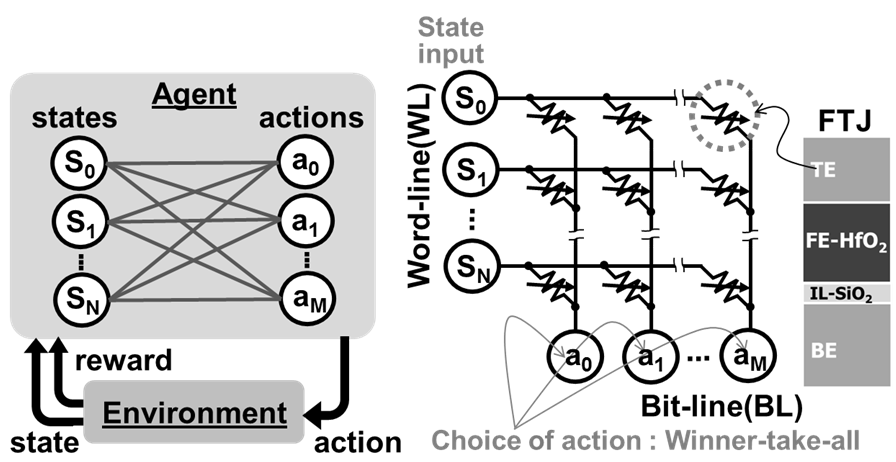 Agent
states
actions
S0
a0
S1
a1
SN
aM
reward
Environment
state
action
State
input
Word-line(WL)
S0
S1
SN
a0
a1
...
aM
Bit-line(BL)
Choice of action : Winner-take-all
FTJ
TE
FE-HfO2
IL-SiO2
BE